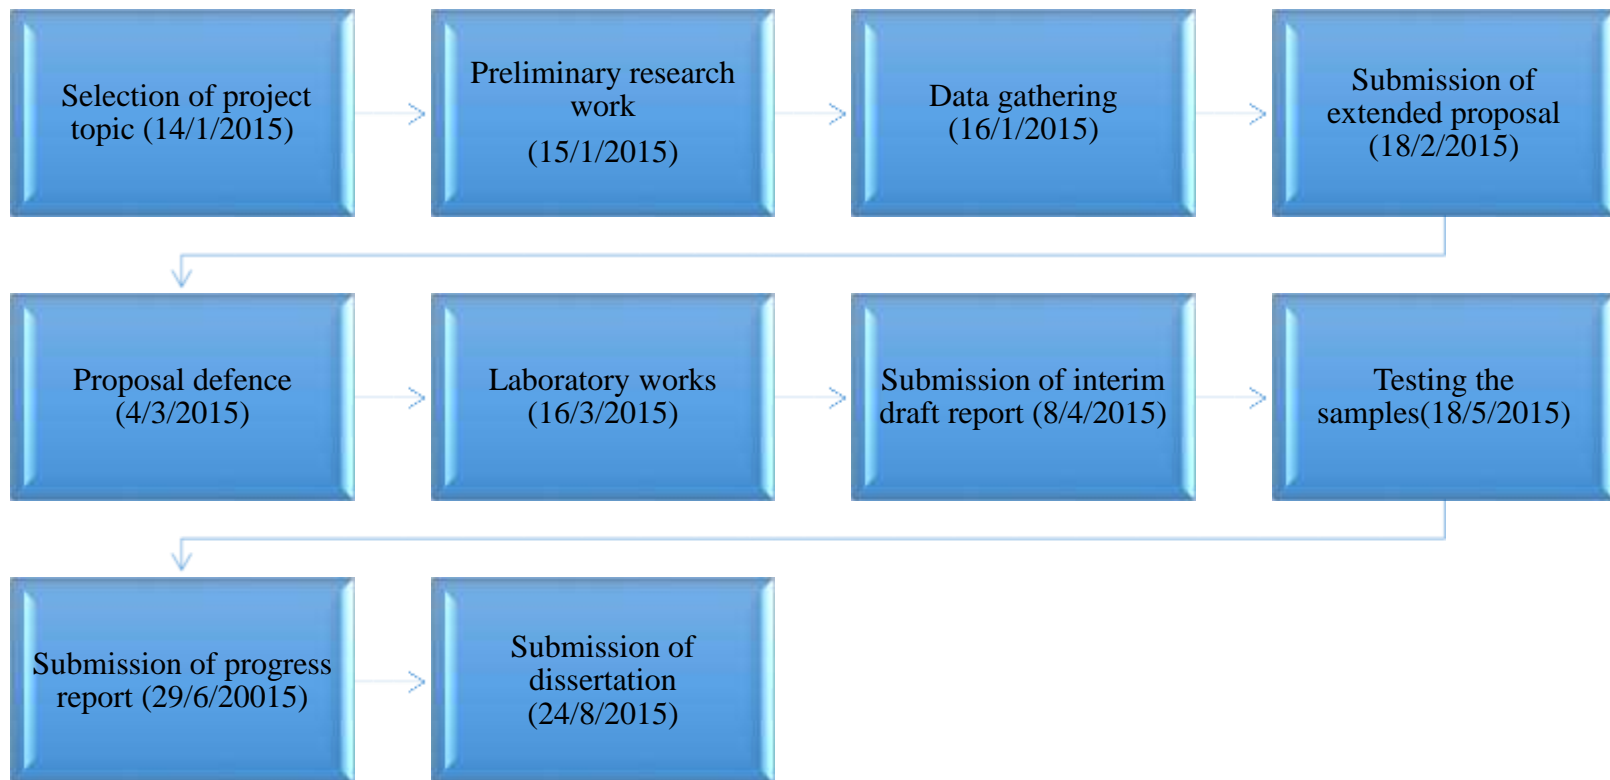 Selection of project
topic (14/1/2015)
Preliminary research
work
(15/1/2015)
Data gathering
(16/1/2015)
Submission of
extended proposal
(18/2/2015)
Proposal defence
(4/3/2015)
Laboratory works
(16/3/2015)
Submission of interim
draft report (8/4/2015)
Testing the
samples(18/5/2015)
Submission of progress
report (29/6/20015)
Submission of
dissertation
(24/8/2015)